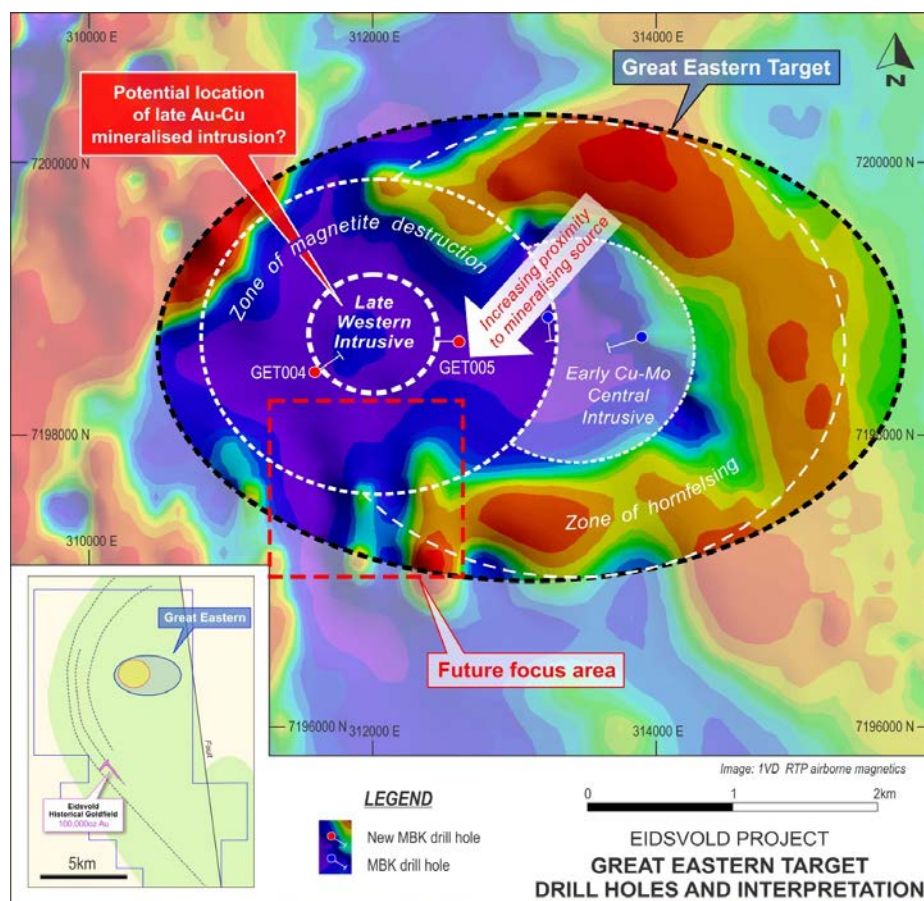 310000 E
312000 E
314000 E
Great Eastern Target
N
Potential location
of late Au-Cu
mineralised intrusion?
7200000 N
7200000 N
Zone of magnetite destruction
Increasing proximity
to mineralising source
Late
Western
Intrusive
GET004
GET005
Early Cu-Mo
Central
Intrusive
7198000 N
7198000 N
Zone of hornfelsing
310000 E
Great Eastern
Future focus area
7196000 N
312000 E
314000 E
7196000 N
Fault
Eidsvold
Historical Goldfield
100,000oz Au
5km
Image: 1VD RTP airborne magnetics
LEGEND
New MBK drill hole
MBK drill hole
0
1
2km
EIDSVOLD PROJECT
GREAT EASTERN TARGET
DRILL HOLES AND INTERPRETATION